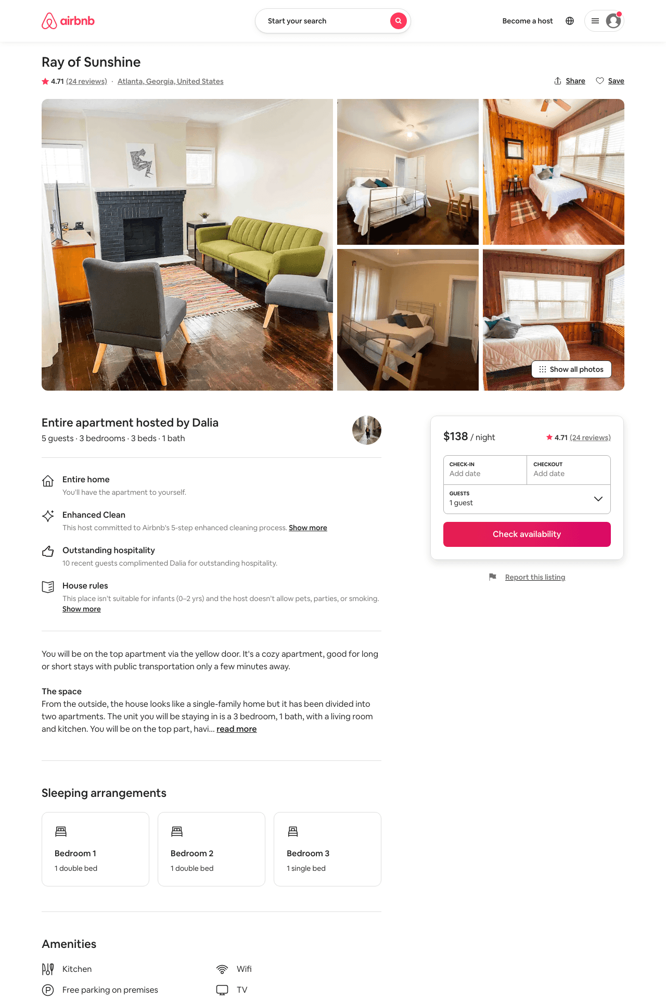 airbnb
Start your search
Become a host
Ray of Sunshine
4.71 (24 reviews) · Atlanta, Georgia, United States
Share
Save
Show all photos
Entire apartment hosted by Dalia
5 guests · 3 bedrooms · 3 beds · 1 bath
Entire home
You’ll have the apartment to yourself.
Enhanced Clean
This host committed to Airbnb's 5-step enhanced cleaning process. Show more
Outstanding hospitality
10 recent guests complimented Dalia for outstanding hospitality.
House rules
This place isn’t suitable for infants (0–2 yrs) and the host doesn’t allow pets, parties, or smoking.
Show more
$138 / night
4.71 (24 reviews)
CHECK-IN
Add date
CHECKOUT
Add date
GUESTS
1 guest
Check availability
Report this listing
You will be on the top apartment via the yellow door. It's a cozy apartment, good for long
or short stays with public transportation only a few minutes away.
The space
From the outside, the house looks like a single-family home but it has been divided into
two apartments. The unit you will be staying in is a 3 bedroom, 1 bath, with a living room
and kitchen. You will be on the top part, havi... read more
Sleeping arrangements
Bedroom 1
1 double bed
Bedroom 2
1 double bed
Bedroom 3
1 single bed
Amenities
Kitchen
Wifi
Free parking on premises
TV